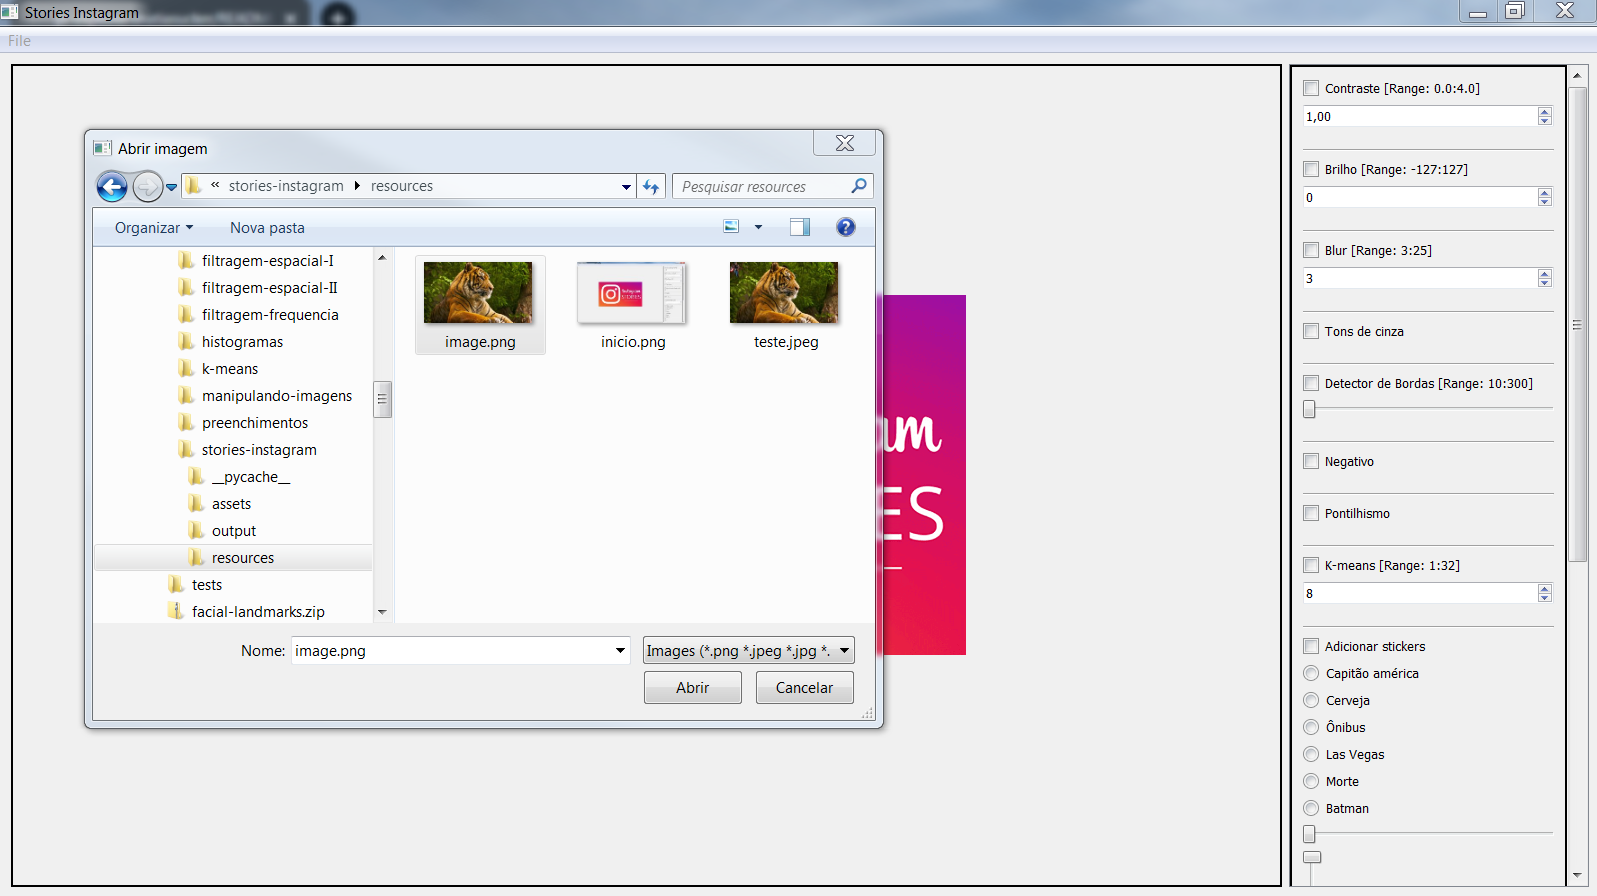 Stories Instagram
File
Abrir imagem
« stories-instagram resources
Pesquisar resources
Organizar
Nova pasta
filtragem-espacial-I
filtragem-espacial-II
filtragem-frequencia
histogramas
k-means
manipulando-imagens
preenchimentos
stories-instagram
__pycache__
assets
output
resources
tests
facial-landmarks.zip
image.png
inicio.png
teste.jpeg
Nome: image.png
Images (*.png *.jpeg *.jpg *.
Abrir
Cancelar
am
ES
Contraste [Range: 0.0:4.0]
1,00
Brilho [Range: -127:127]
0
Blur [Range: 3:25]
3
Tons de cinza
Detector de Bordas [Range: 10:300]
Negativo
Pontilhismo
K-means [Range: 1:32]
8
Adicionar stickers
Capitão américa
Cerveja
Ônibus
Las Vegas
Morte
Batman